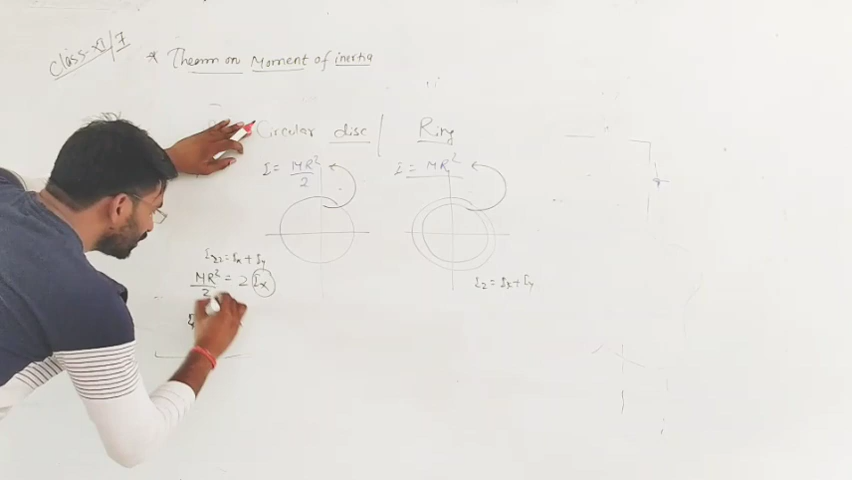 Class-XI/7
* Theorm on Moment of inertia
Circular disc / Ring
I = MR²/2
I = MR²
I_z = I_x + I_y
MR²/2 = 2 I_x
I_z = I_x + I_y